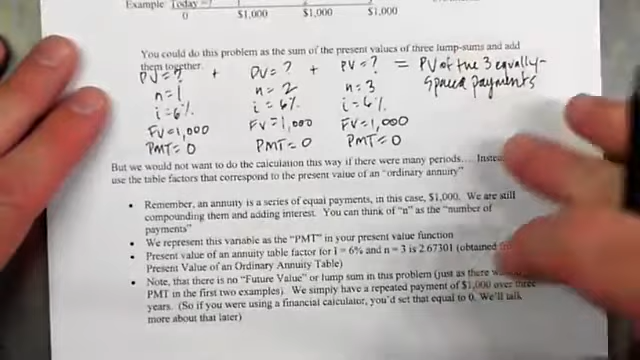 Example Today =?
0 $1,000 $1,000 $1,000
You could do this problem as the sum of the present values of three lump-sums and add
them together.
PV=? + PV=? + PV=? = PV of the 3 equally-
n=1 n=2 n=3 spaced payments
i=6% i=6% i=6%
FV=1,000 FV=1,000 FV=1,000
PMT=0 PMT=0 PMT=0
But we would not want to do the calculation this way if there were many periods....
use the table factors that correspond to the present value of an "ordinary annuity"
• Remember, an annuity is a series of equal payments, in this case, $1,000. We are still
compounding them and adding interest. You can think of "n" as the "number of
payments"
• We represent this variable as the "PMT" in your present value function
• Present value of an annuity table factor for i = 6% and n = 3 is 2.67301 (obtained
Present Value of an Ordinary Annuity Table)
• Note, that there is no "Future Value" or lump sum in this problem (just as there
PMT in the first two examples). We simply have a repeated payment of $1,000 over three
years. (So if you were using a financial calculator, you'd set that equal to 0. We'll talk
more about that later)